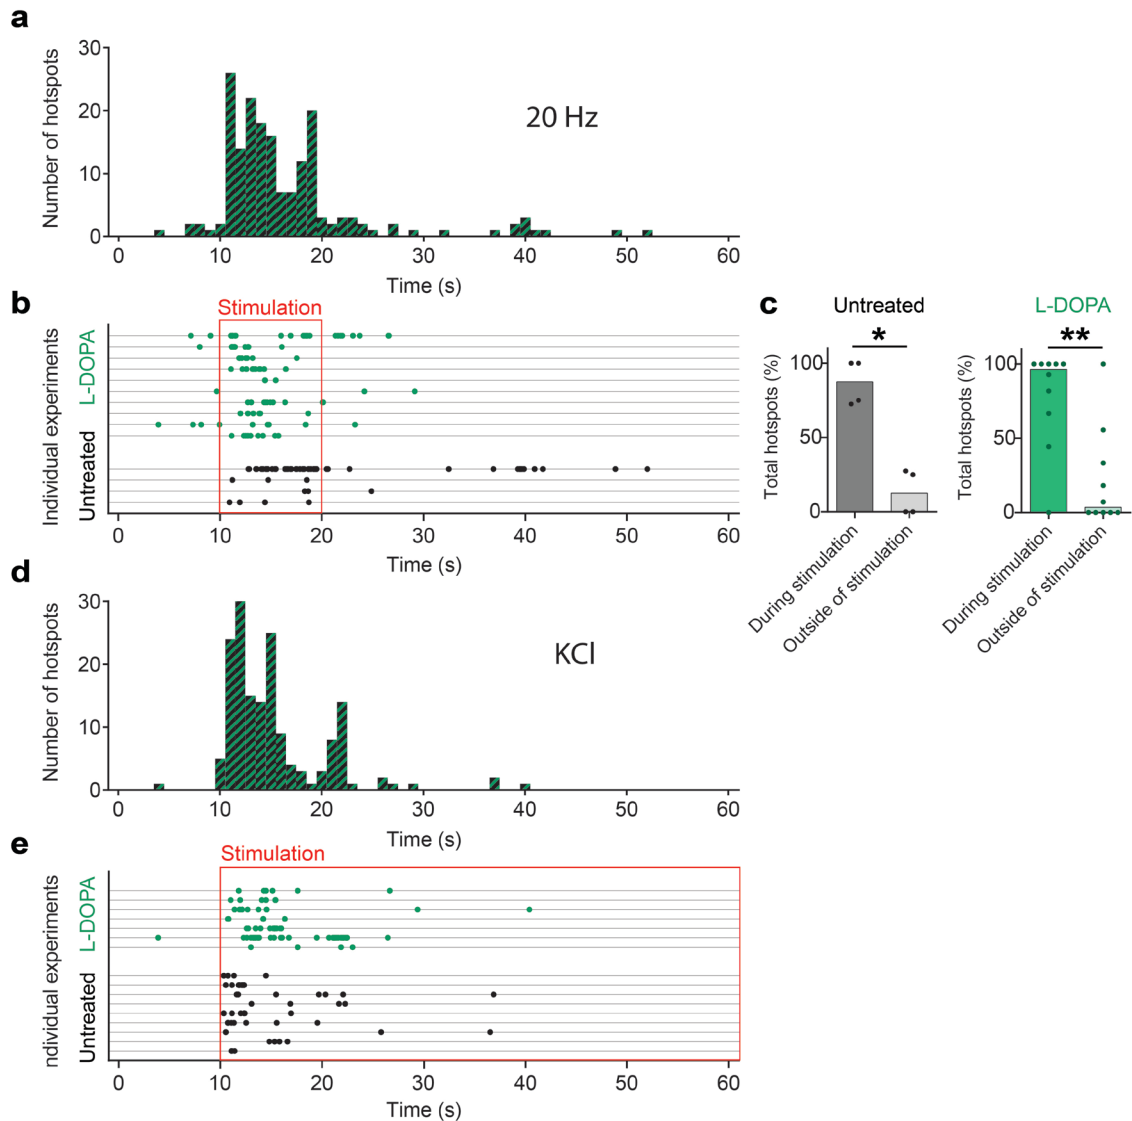 a
Number of hotspots
30
20
10
0
20 Hz
0 10 20 30 40 50 60
Time (s)
b
Stimulation
Individual experiments
L-DOPA
Untreated
0 10 20 30 40 50 60
Time (s)
c
Untreated
*
Total hotspots (%)
100
50
0
During stimulation
Outside of stimulation
L-DOPA
**
Total hotspots (%)
100
50
0
During stimulation
Outside of stimulation
d
Number of hotspots
30
20
10
0
KCl
0 10 20 30 40 50 60
Time (s)
e
Stimulation
ndividual experiments
L-DOPA
Untreated
0 10 20 30 40 50 60
Time (s)